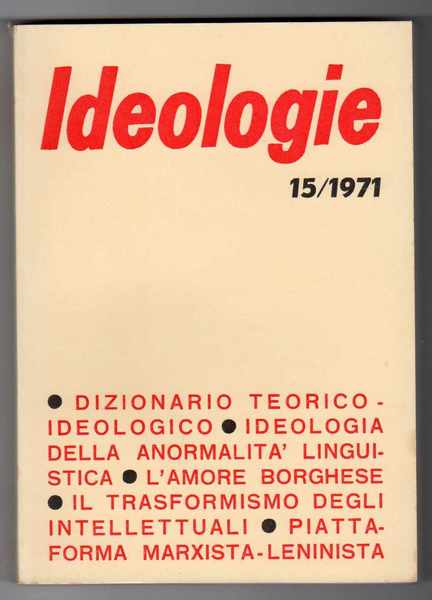 Ideologie
15/1971
● DIZIONARIO TEORICO-
IDEOLOGICO ● IDEOLOGIA
DELLA ANORMALITA' LINGUI-
STICA ● L'AMORE BORGHESE
● IL TRASFORMISMO DEGLI
INTELLETTUALI ● PIATTA-
FORMA MARXISTA-LENINISTA